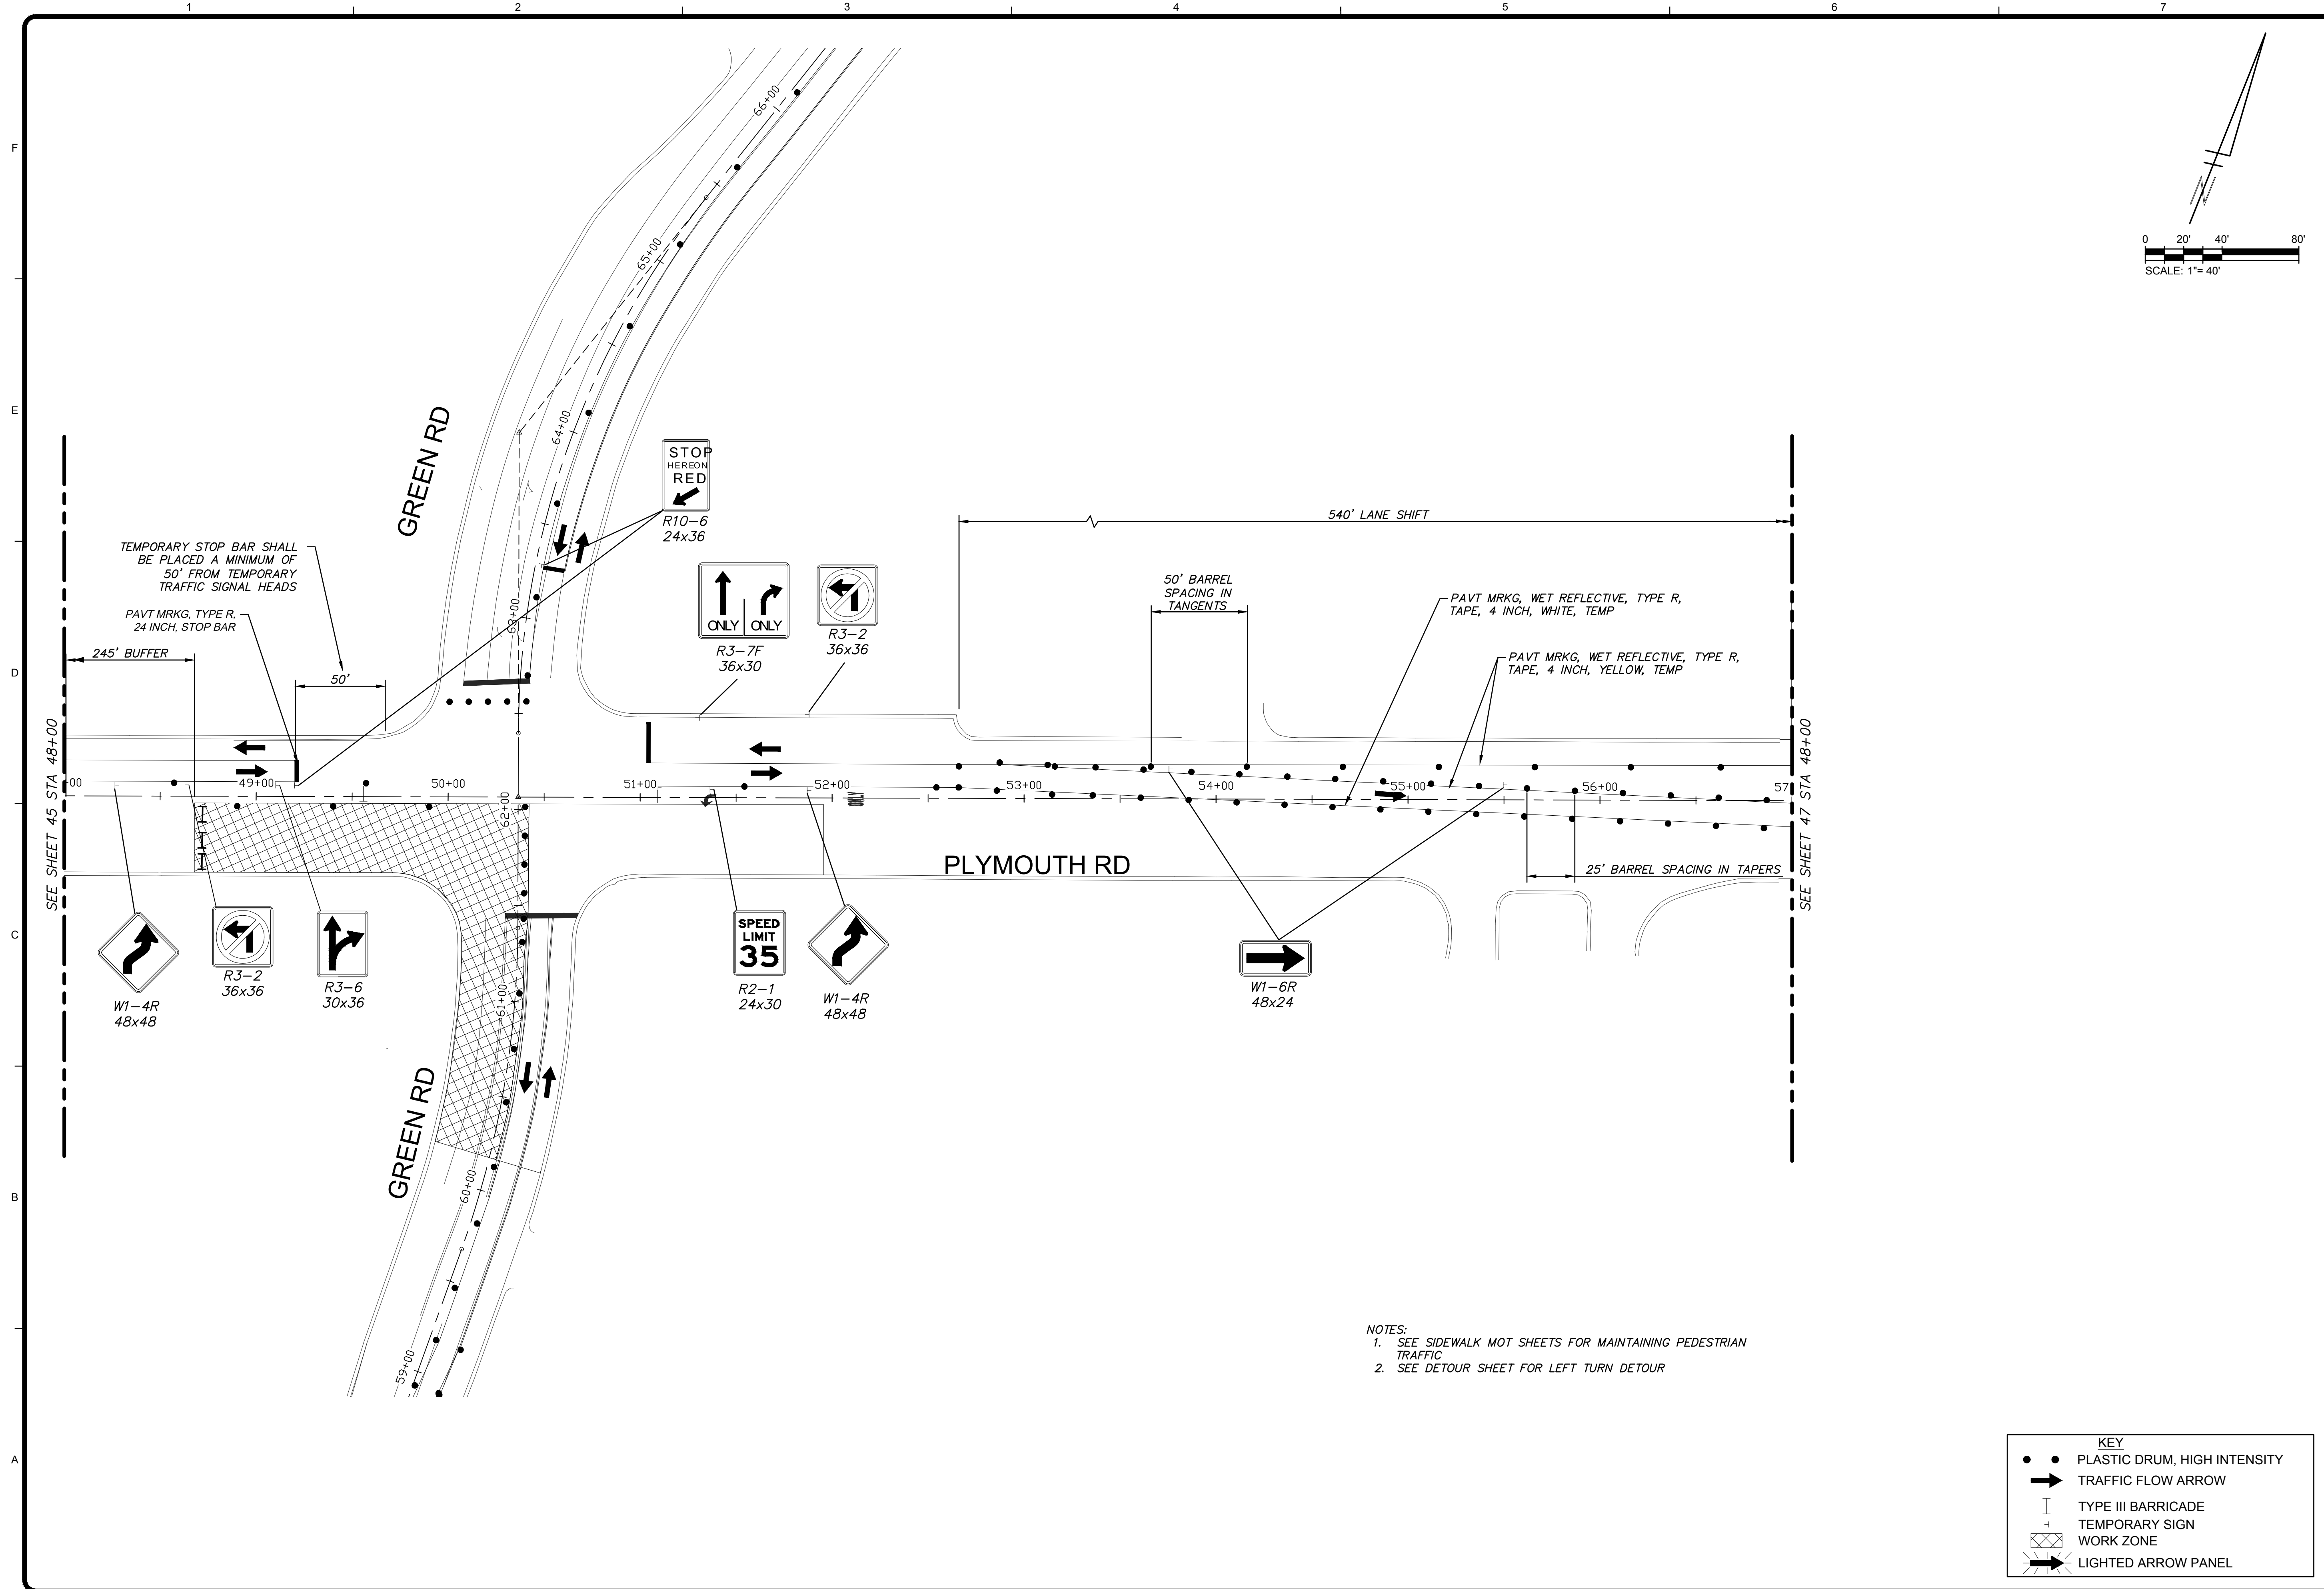 1 2 3 4 5 6 7
F
E
D
C
B
A
66+00
65+00
64+00
63+00
62+00
61+00
60+00
59+00
0 20' 40' 80'
SCALE: 1"= 40'
N
GREEN RD
STOP
HEREON
RED
R10-6
24x36
540' LANE SHIFT
TEMPORARY STOP BAR SHALL
BE PLACED A MINIMUM OF
50' FROM TEMPORARY
TRAFFIC SIGNAL HEADS
PAVT MRKG, TYPE R,
24 INCH, STOP BAR
245' BUFFER
50'
ONLY ONLY
R3-7F
36x30
R3-2
36x36
50' BARREL
SPACING IN
TANGENTS
PAVT MRKG, WET REFLECTIVE, TYPE R,
TAPE, 4 INCH, WHITE, TEMP
PAVT MRKG, WET REFLECTIVE, TYPE R,
TAPE, 4 INCH, YELLOW, TEMP
SEE SHEET 45 STA 48+00
SEE SHEET 47 STA 48+00
+00 49+00 50+00 51+00 52+00 53+00 54+00 55+00 56+00 57
PLYMOUTH RD
25' BARREL SPACING IN TAPERS
W1-4R
48x48
R3-2
36x36
R3-6
30x36
SPEED
LIMIT
35
R2-1
24x30
W1-4R
48x48
W1-6R
48x24
GREEN RD
NOTES:
1. SEE SIDEWALK MOT SHEETS FOR MAINTAINING PEDESTRIAN
TRAFFIC
2. SEE DETOUR SHEET FOR LEFT TURN DETOUR
KEY
PLASTIC DRUM, HIGH INTENSITY
TRAFFIC FLOW ARROW
TYPE III BARRICADE
TEMPORARY SIGN
WORK ZONE
LIGHTED ARROW PANEL